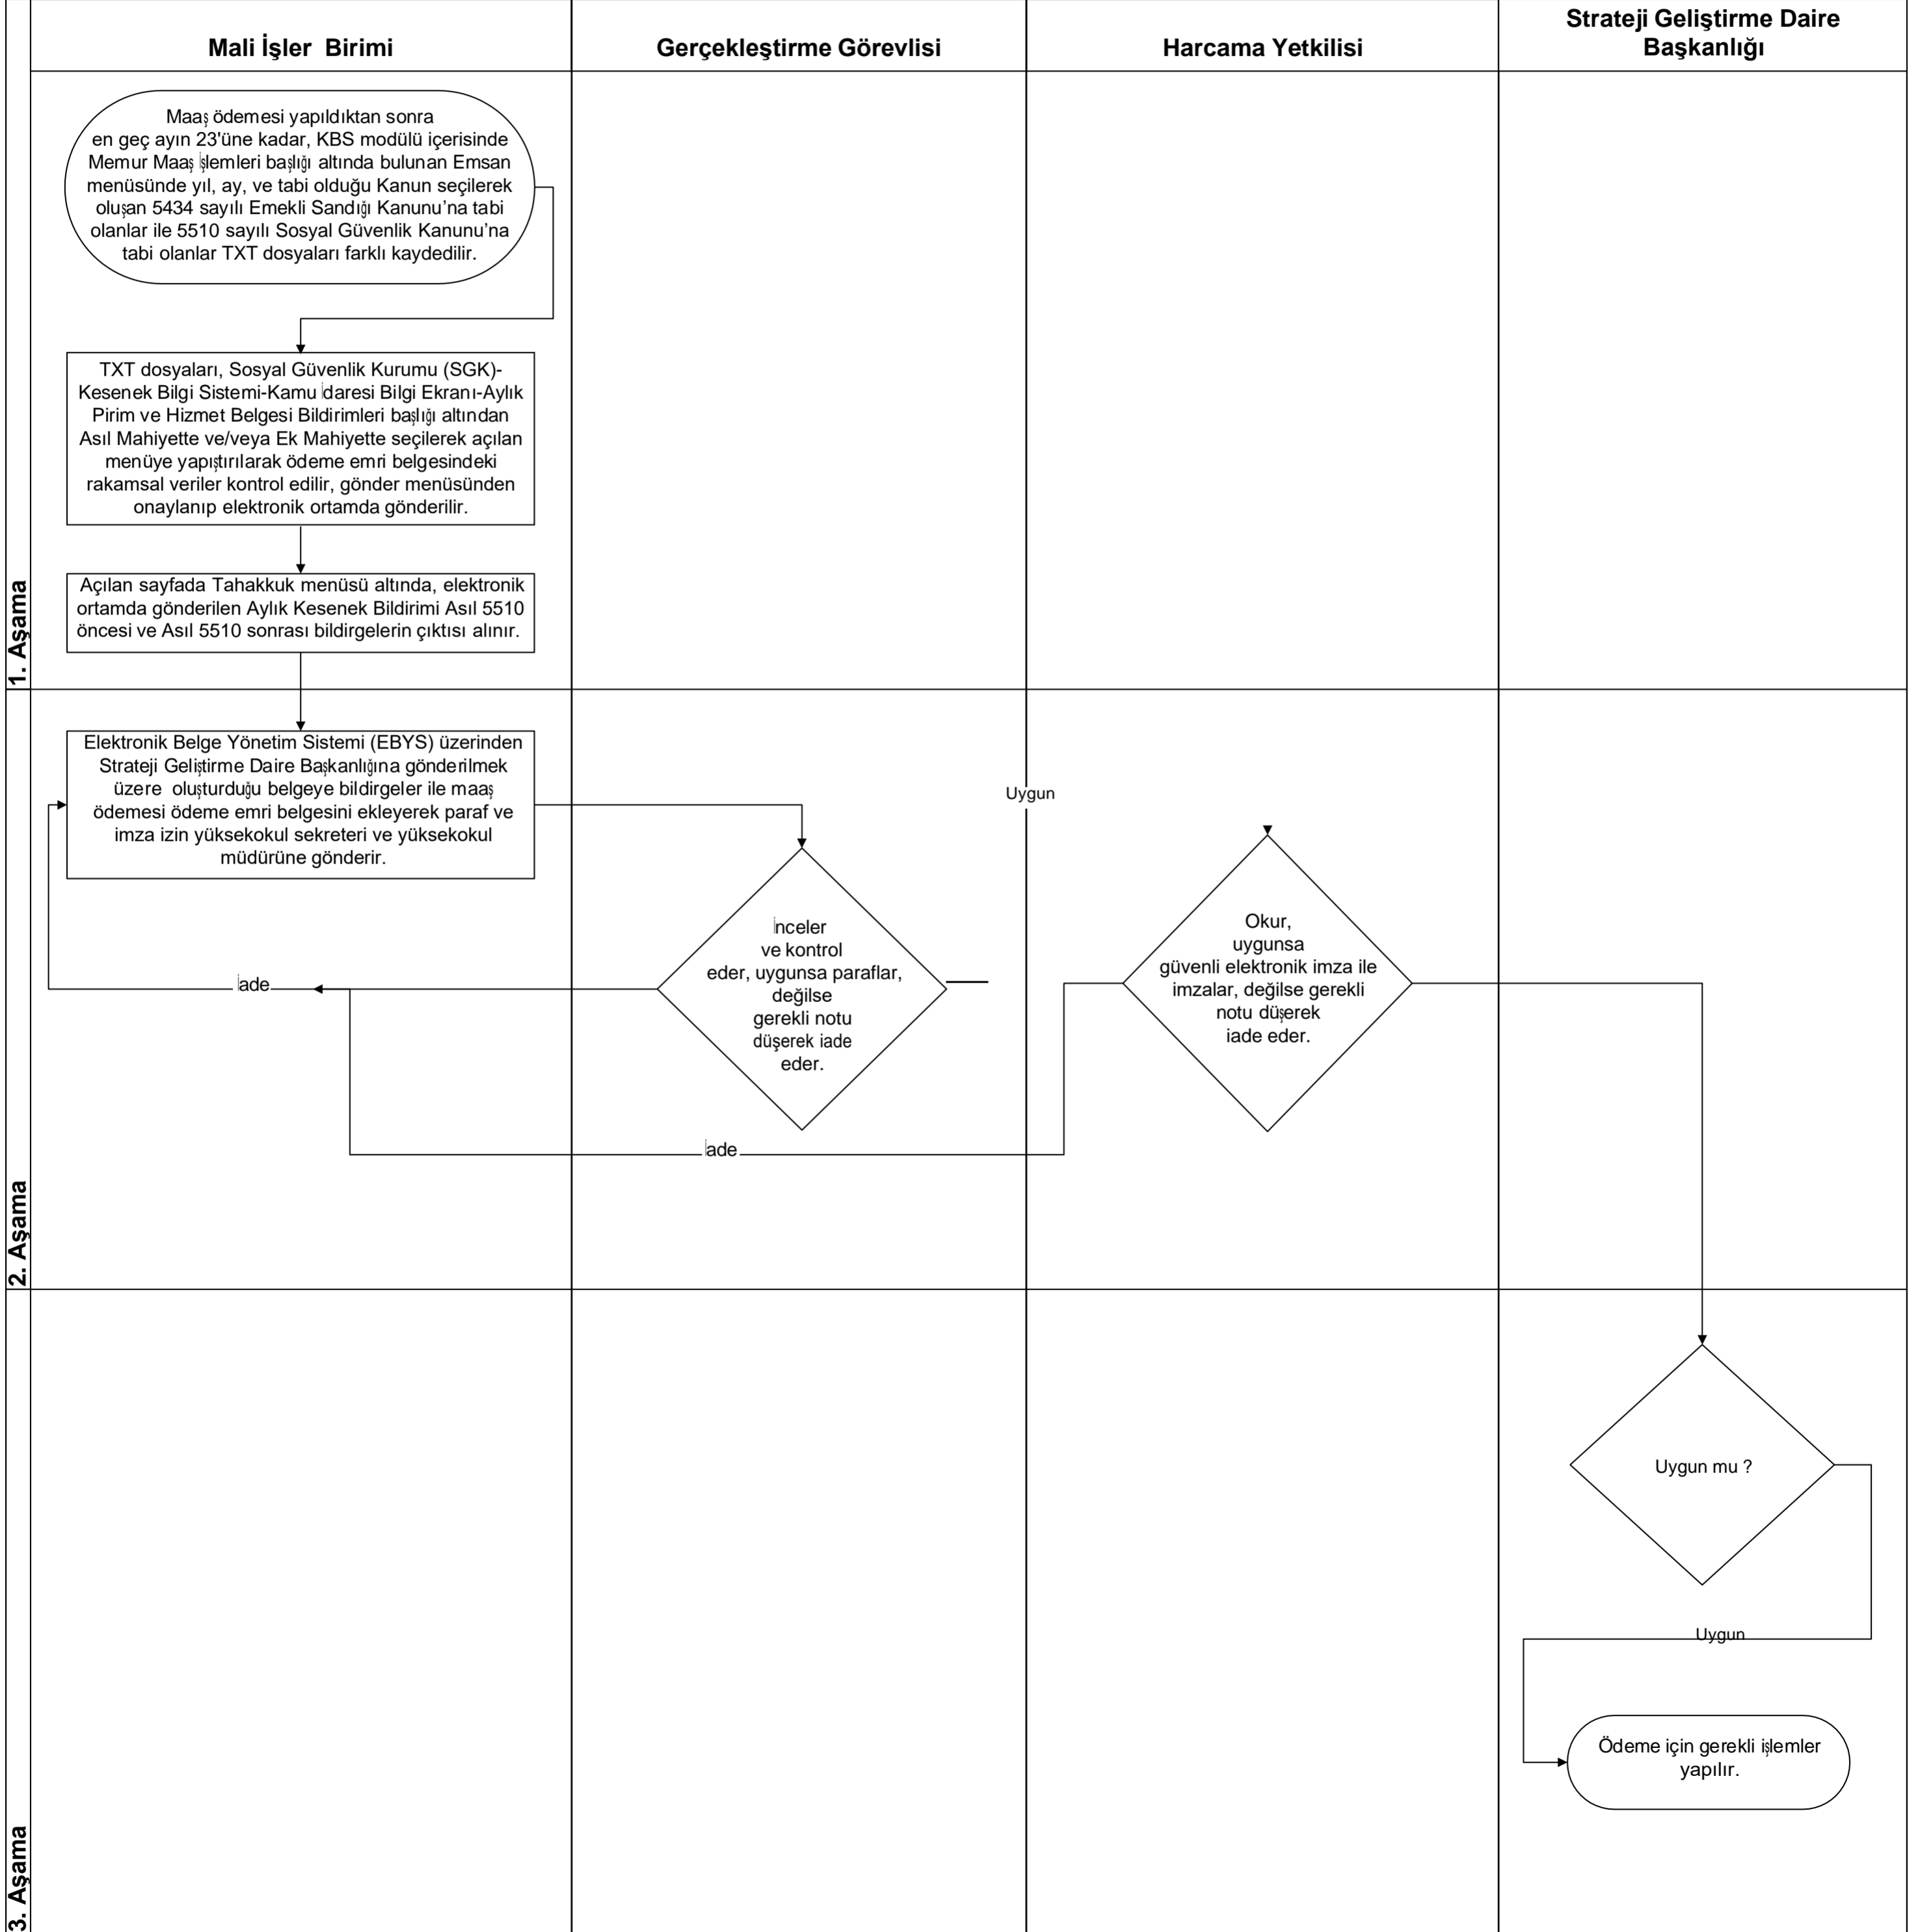 Mali İşler Birimi
Gerçekleştirme Görevlisi
Harcama Yetkilisi
Strateji Geliştirme Daire
Başkanlığı
1. Aşama
Maaş ödemesi yapıldıktan sonra
en geç ayın 23'üne kadar, KBS modülü içerisinde
Memur Maaş İşlemleri başlığı altında bulunan Emsan
menüsünde yıl, ay, ve tabi olduğu Kanun seçilerek
oluşan 5434 sayılı Emekli Sandığı Kanunu’na tabi
olanlar ile 5510 sayılı Sosyal Güvenlik Kanunu’na
tabi olanlar TXT dosyaları farklı kaydedilir.
TXT dosyaları, Sosyal Güvenlik Kurumu (SGK)-
Kesenek Bilgi Sistemi-Kamu İdaresi Bilgi Ekranı-Aylık
Pirim ve Hizmet Belgesi Bildirimleri başlığı altından
Asıl Mahiyette ve/veya Ek Mahiyette seçilerek açılan
menüye yapıştırılarak ödeme emri belgesindeki
rakamsal veriler kontrol edilir, gönder menüsünden
onaylanıp elektronik ortamda gönderilir.
Açılan sayfada Tahakkuk menüsü altında, elektronik
ortamda gönderilen Aylık Kesenek Bildirimi Asıl 5510
öncesi ve Asıl 5510 sonrası bildirgelerin çıktısı alınır.
2. Aşama
Elektronik Belge Yönetim Sistemi (EBYS) üzerinden
Strateji Geliştirme Daire Başkanlığına gönderilmek
üzere oluşturduğu belgeye bildirgeler ile maaş
ödemesi ödeme emri belgesini ekleyerek paraf ve
imza izin yüksekokul sekreteri ve yüksekokul
müdürüne gönderir.
Uygun
İnceler
ve kontrol
eder, uygunsa paraflar,
değilse
gerekli notu
düşerek iade
eder.
Okur,
uygunsa
güvenli elektronik imza ile
imzalar, değilse gerekli
notu düşerek
iade eder.
İade
İade
3. Aşama
Uygun mu ?
Uygun
Ödeme için gerekli işlemler
yapılır.